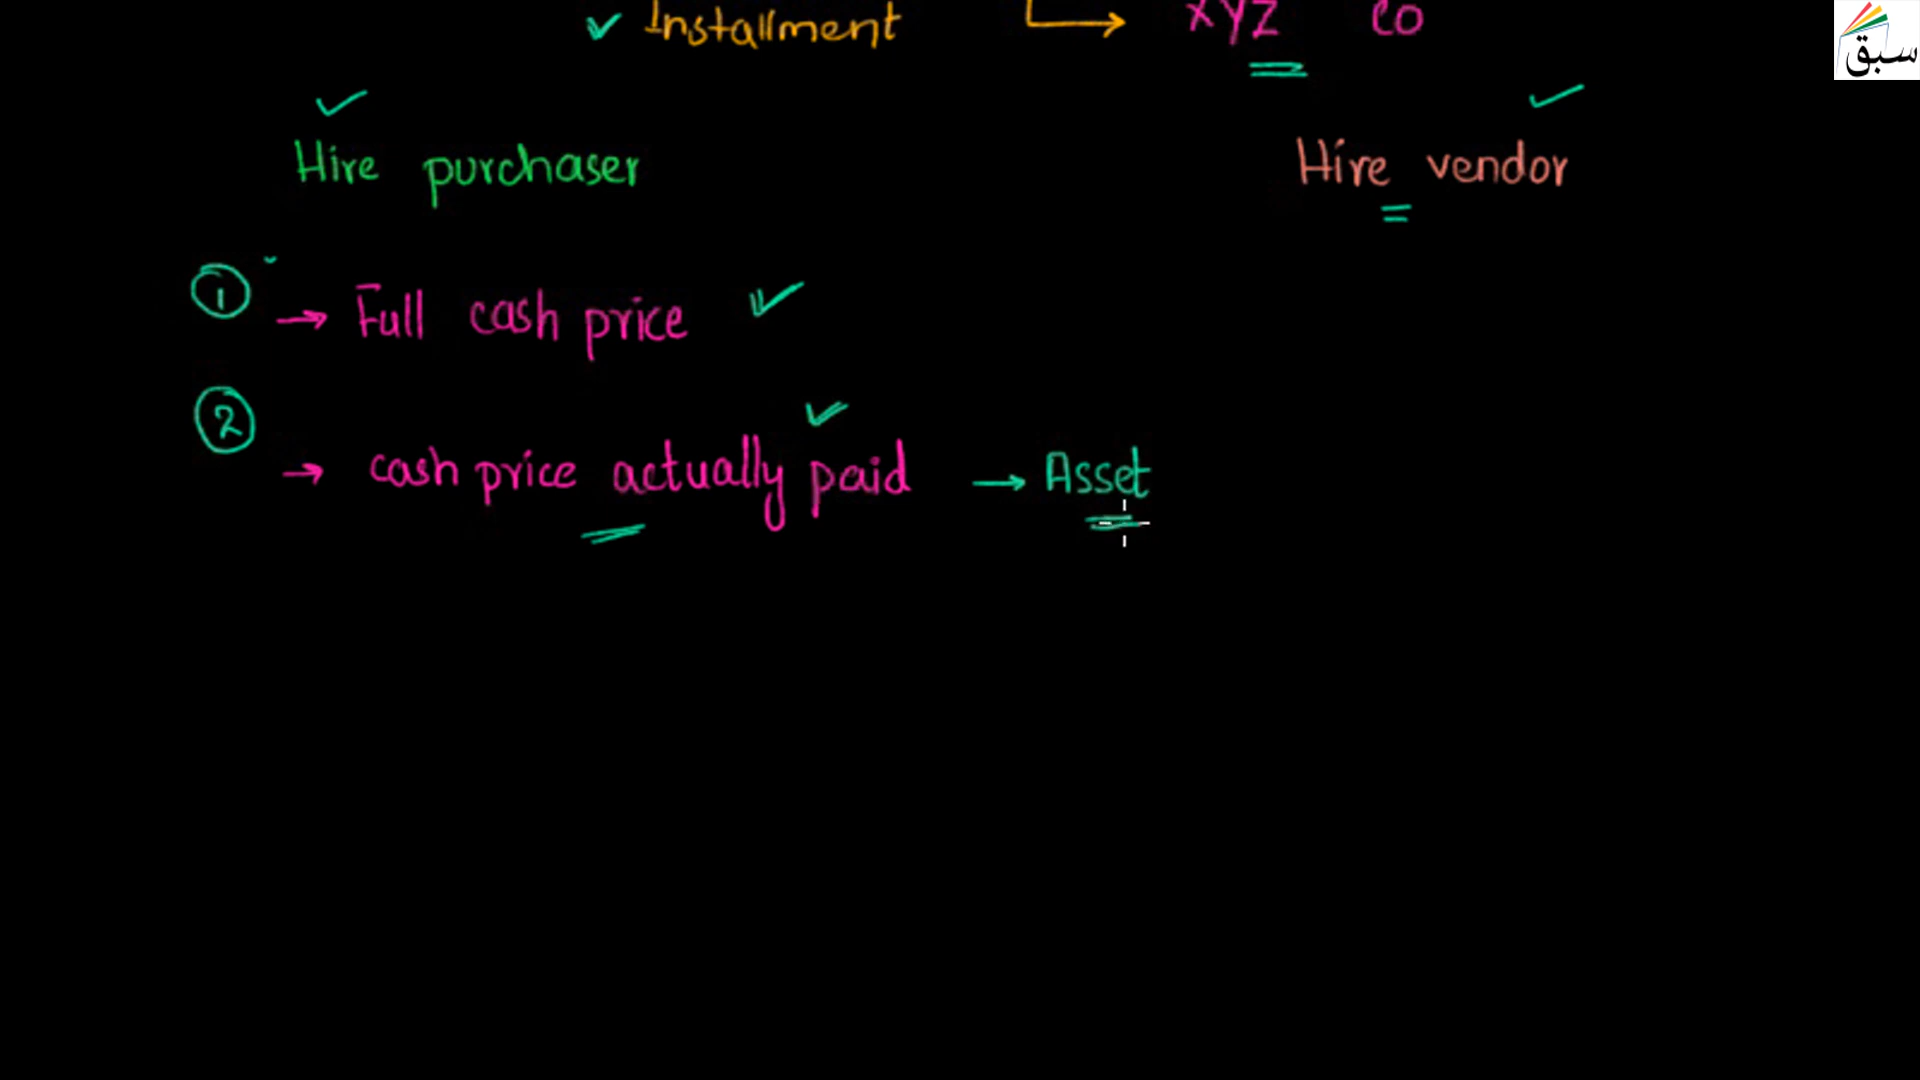 ✓ Installment → XYZ CO
Hire purchaser
Hire vendor
① → Full cash price ✓
② → cash price actually paid → Asset
سبق